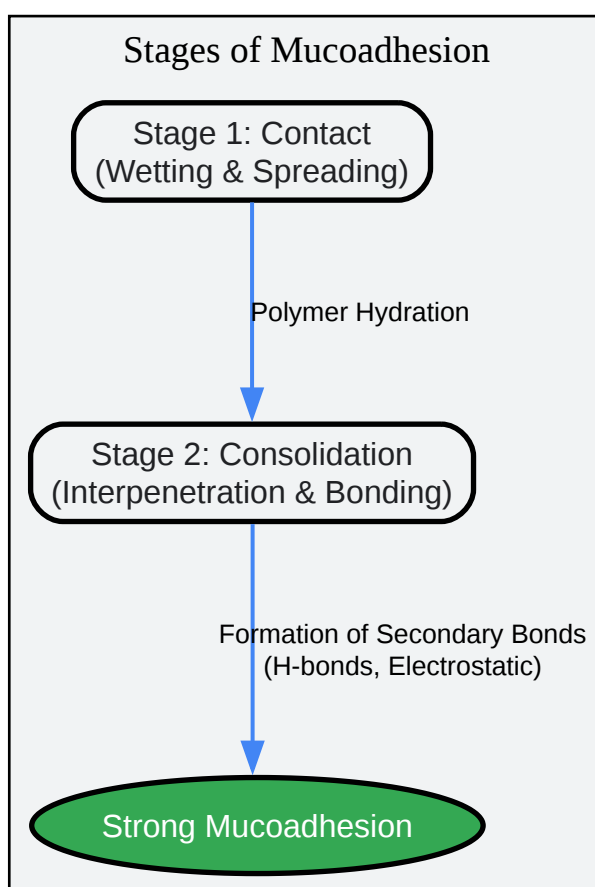 Stages of Mucoadhesion
Stage 1: Contact
(Wetting & Spreading)
Polymer Hydration
Stage 2: Consolidation
(Interpenetration & Bonding)
Formation of Secondary Bonds
(H-bonds, Electrostatic)
Strong Mucoadhesion